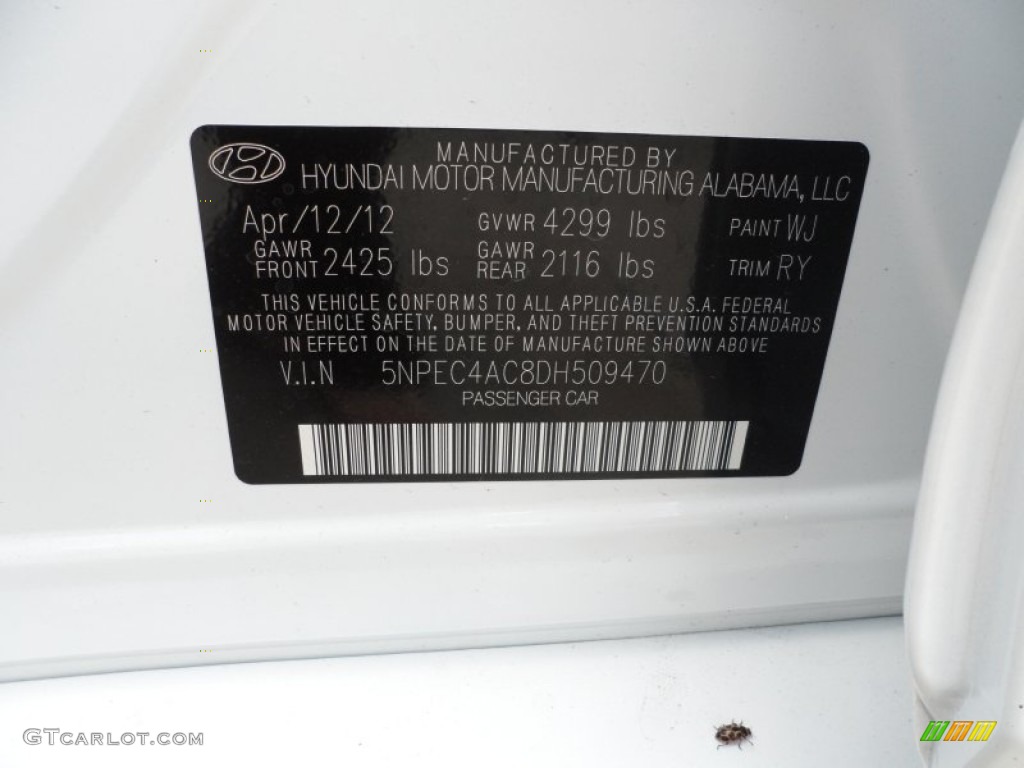 MANUFACTURED BY
HYUNDAI MOTOR MANUFACTURING ALABAMA, LLC
Apr/12/12 GVWR 4299 lbs PAINT WJ
GAWR FRONT 2425 lbs GAWR REAR 2116 lbs TRIM RY
THIS VEHICLE CONFORMS TO ALL APPLICABLE U.S.A. FEDERAL
MOTOR VEHICLE SAFETY, BUMPER, AND THEFT PREVENTION STANDARDS
IN EFFECT ON THE DATE OF MANUFACTURE SHOWN ABOVE
V.I.N 5NPEC4AC8DH509470
PASSENGER CAR
GTCARLOT.COM